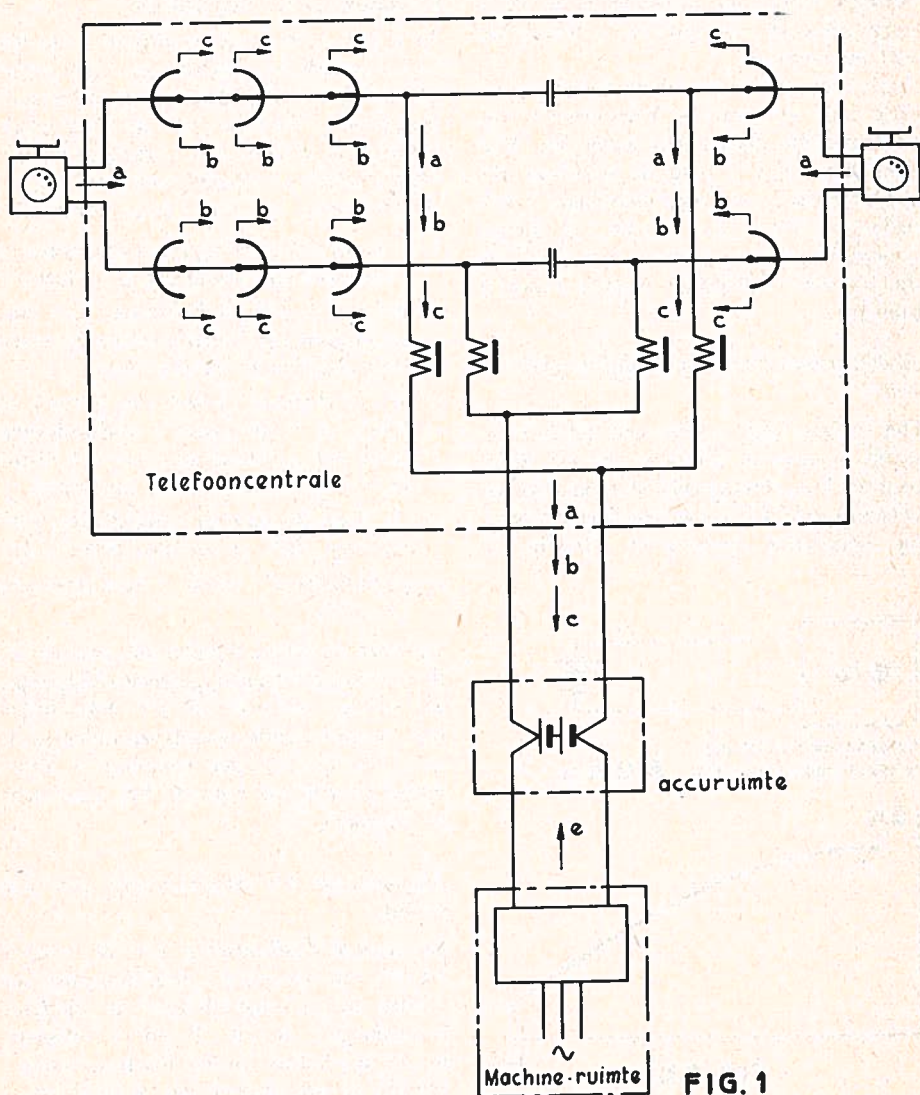 c c c c
b b b b
a a a a
b b b b b b
c c c c c c
Telefooncentrale
a
b
c
accuruimte
e
~
Machine-ruimte
FIG. 1